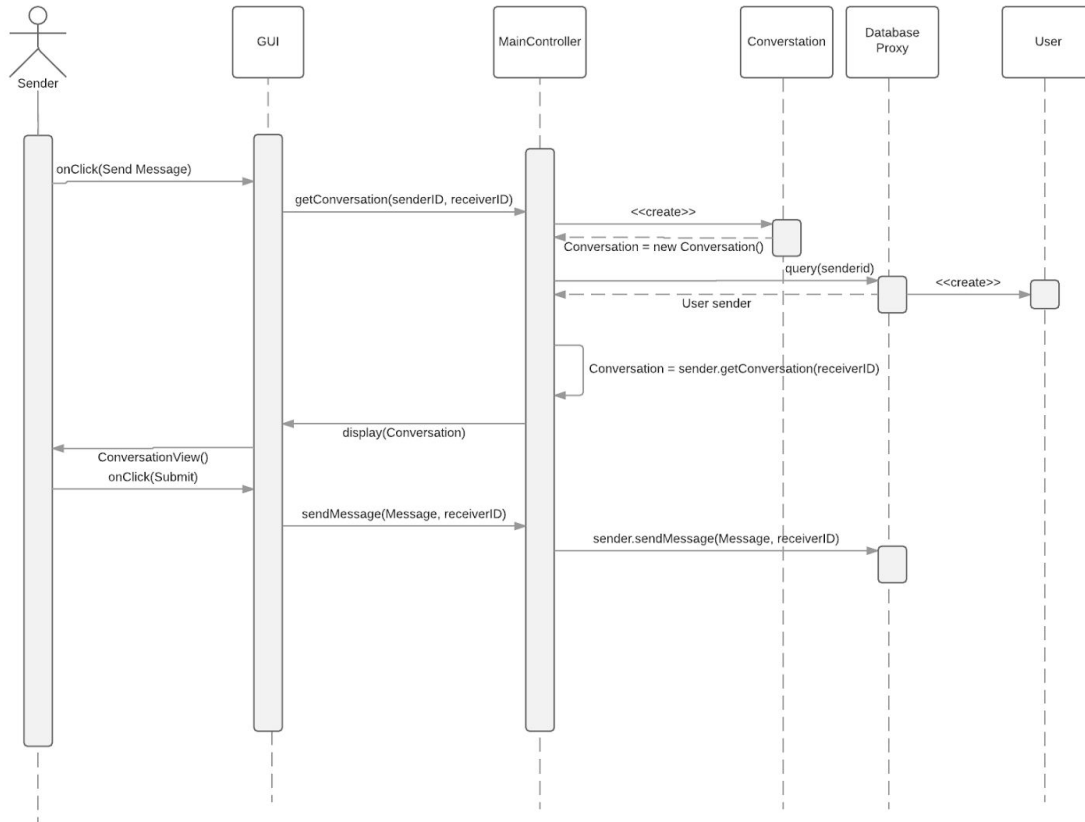 Sender
GUI
MainController
Converstation
Database
Proxy
User
onClick(Send Message)
getConversation(senderID, receiverID)
<<create>>
Conversation = new Conversation()
query(senderid)
<<create>>
User sender
Conversation = sender.getConversation(receiverID)
display(Conversation)
ConversationView()
onClick(Submit)
sendMessage(Message, receiverID)
sender.sendMessage(Message, receiverID)